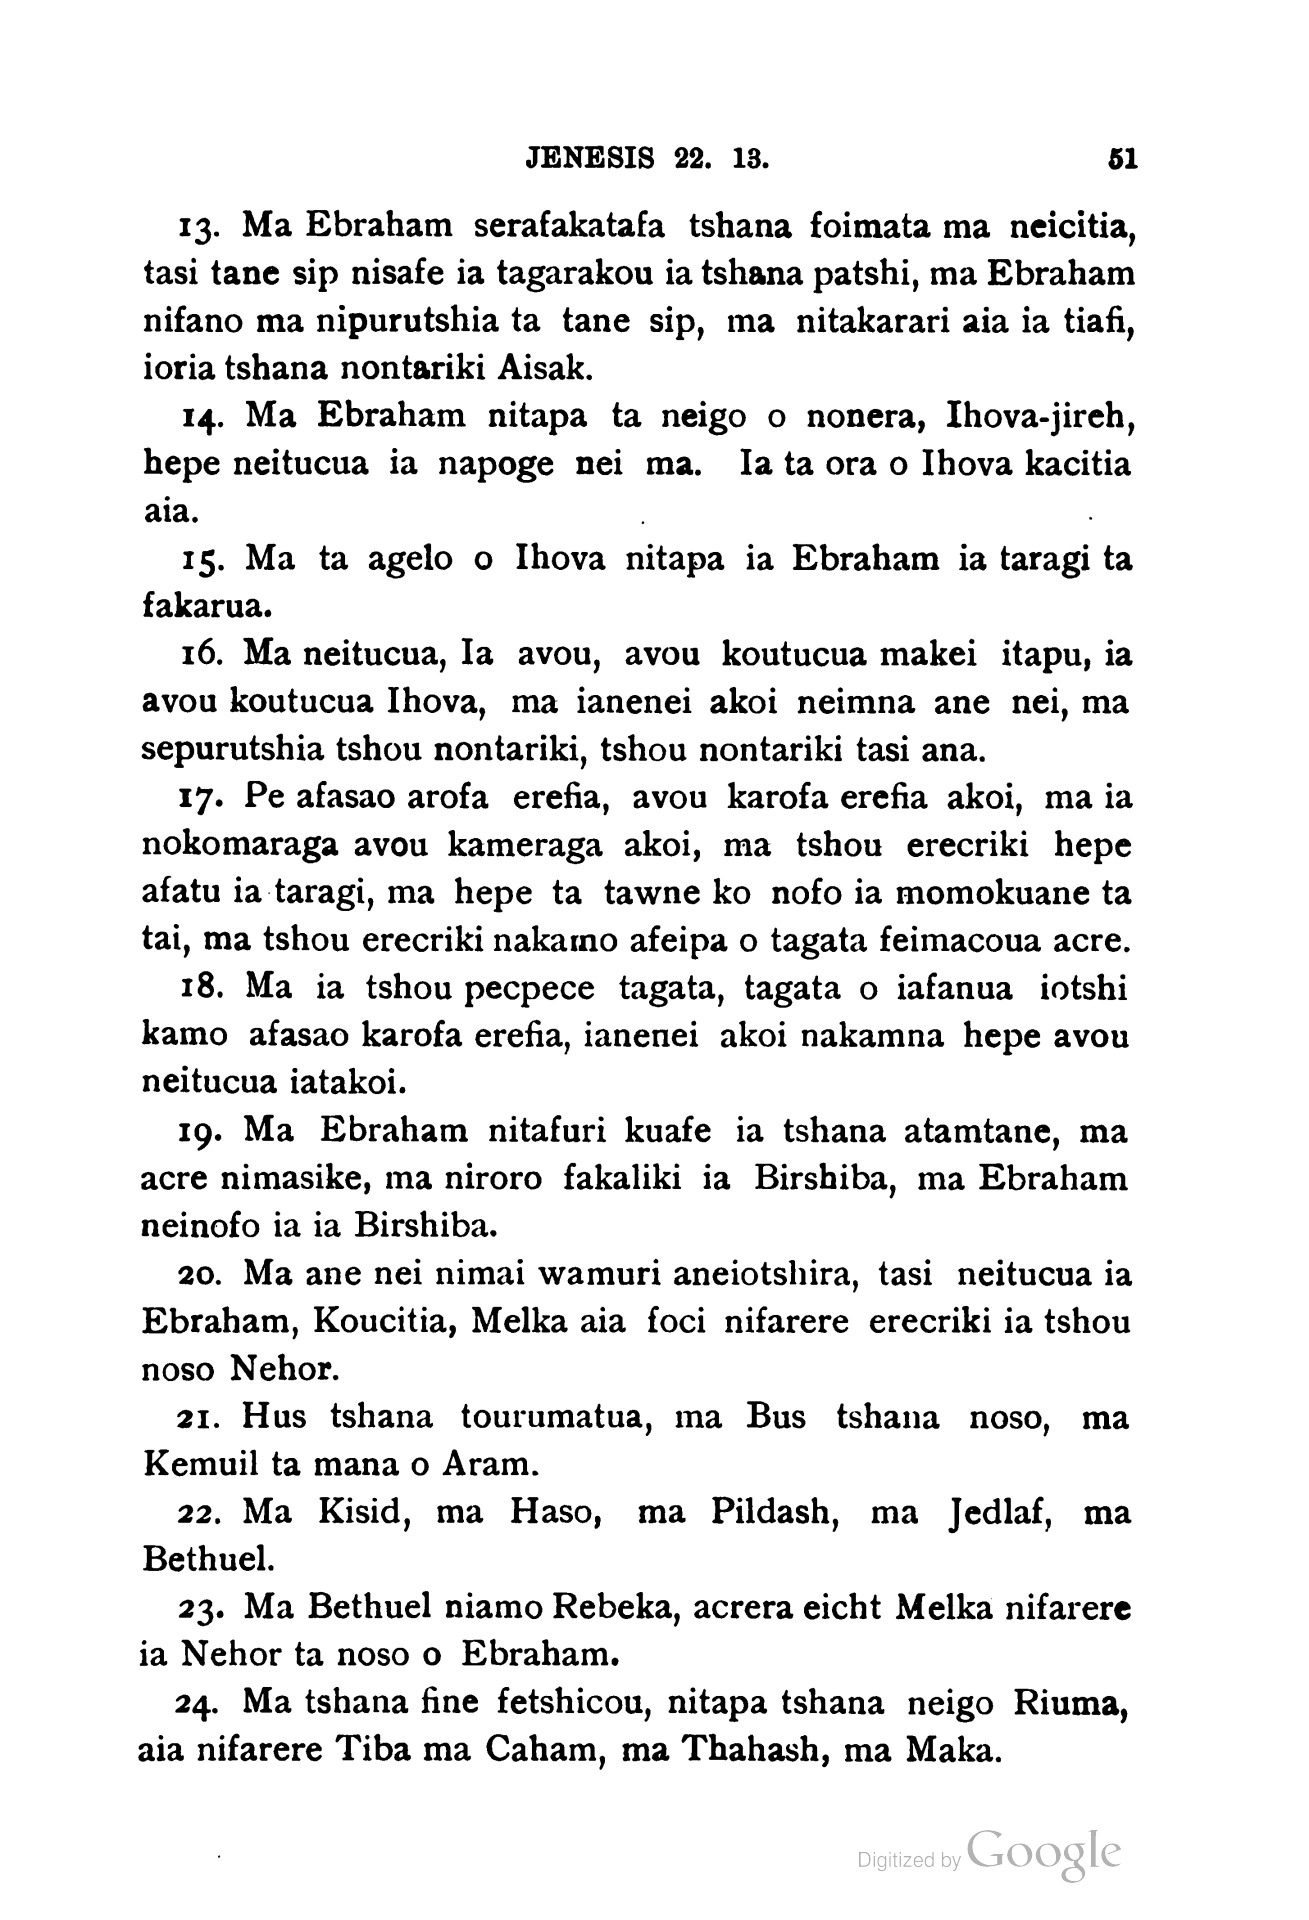 JENESIS 22. 13. 51
13. Ma Ebraham serafakatafa tshana foimata ma neicitia,
tasi tane sip nisafe ia tagarakou ia tshana patshi, ma Ebraham
nifano ma nipurutshia ta tane sip, ma nitakarari aia ia tiafi,
ioria tshana nontariki Aisak.
14. Ma Ebraham nitapa ta neigo o nonera, Ihova-jireh,
hepe neitucua ia napoge nei ma. Ia ta ora o Ihova kacitia
aia.
15. Ma ta agelo o Ihova nitapa ia Ebraham ia taragi ta
fakarua.
16. Ma neitucua, Ia avou, avou koutucua makei itapu, ia
avou koutucua Ihova, ma ianenei akoi neimna ane nei, ma
sepurutshia tshou nontariki, tshou nontariki tasi ana.
17. Pe afasao arofa erefia, avou karofa erefia akoi, ma ia
nokomaraga avou kameraga akoi, ma tshou erecriki hepe
afatu ia taragi, ma hepe ta tawne ko nofo ia momokuane ta
tai, ma tshou erecriki nakamo afeipa o tagata feimacoua acre.
18. Ma ia tshou pecpece tagata, tagata o iafanua iotshi
kamo afasao karofa erefia, ianenei akoi nakamna hepe avou
neitucua iatakoi.
19. Ma Ebraham nitafuri kuafe ia tshana atamtane, ma
acre nimasike, ma niroro fakaliki ia Birshiba, ma Ebraham
neinofo ia ia Birshiba.
20. Ma ane nei nimai wamuri aneiotshira, tasi neitucua ia
Ebraham, Koucitia, Melka aia foci nifarere erecriki ia tshou
noso Nehor.
21. Hus tshana tourumatua, ma Bus tshana noso, ma
Kemuil ta mana o Aram.
22. Ma Kisid, ma Haso, ma Pildash, ma Jedlaf, ma
Bethuel.
23. Ma Bethuel niamo Rebeka, acrera eicht Melka nifarere
ia Nehor ta noso o Ebraham.
24. Ma tshana fine fetshicou, nitapa tshana neigo Riuma,
aia nifarere Tiba ma Caham, ma Thahash, ma Maka.
Digitized by Google